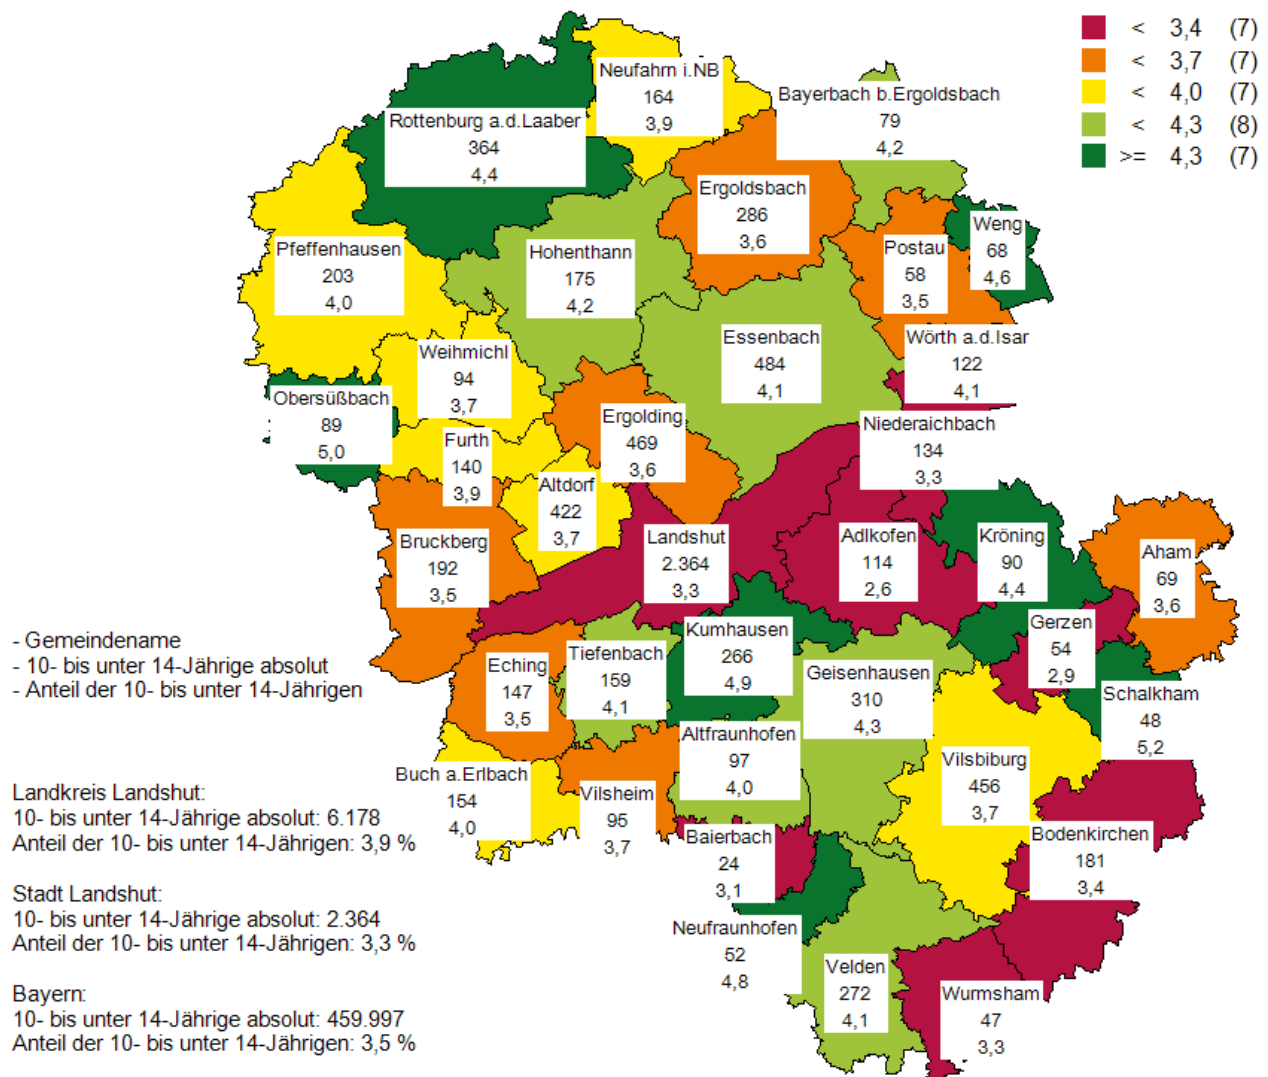 < 3,4 (7)
< 3,7 (7)
< 4,0 (7)
< 4,3 (8)
>= 4,3 (7)
Neufahrn i.NB
164
3,9
Bayerbach b.Ergoldsbach
79
4,2
Rottenburg a.d.Laaber
364
4,4
Ergoldsbach
286
3,6
Weng
68
4,6
Postau
58
3,5
Pfeffenhausen
203
4,0
Hohenthann
175
4,2
Essenbach
484
4,1
Wörth a.d.Isar
122
4,1
Weihmichl
94
3,7
Obersüßbach
89
5,0
Ergolding
469
3,6
Niederaichbach
134
3,3
Furth
140
3,9
Altdorf
422
3,7
Bruckberg
192
3,5
Landshut
2.364
3,3
Adlkofen
114
2,6
Kröning
90
4,4
Aham
69
3,6
Gerzen
54
2,9
- Gemeindename
- 10- bis unter 14-Jährige absolut
- Anteil der 10- bis unter 14-Jährigen
Eching
147
3,5
Tiefenbach
159
4,1
Kumhausen
266
4,9
Geisenhausen
310
4,3
Schalkham
48
5,2
Altfraunhofen
97
4,0
Vilsbiburg
456
3,7
Buch a.Erlbach
154
4,0
Vilsheim
95
3,7
Baierbach
24
3,1
Bodenkirchen
181
3,4
Neufraunhofen
52
4,8
Velden
272
4,1
Wurmsham
47
3,3
Landkreis Landshut:
10- bis unter 14-Jährige absolut: 6.178
Anteil der 10- bis unter 14-Jährigen: 3,9 %
Stadt Landshut:
10- bis unter 14-Jährige absolut: 2.364
Anteil der 10- bis unter 14-Jährigen: 3,3 %
Bayern:
10- bis unter 14-Jährige absolut: 459.997
Anteil der 10- bis unter 14-Jährigen: 3,5 %